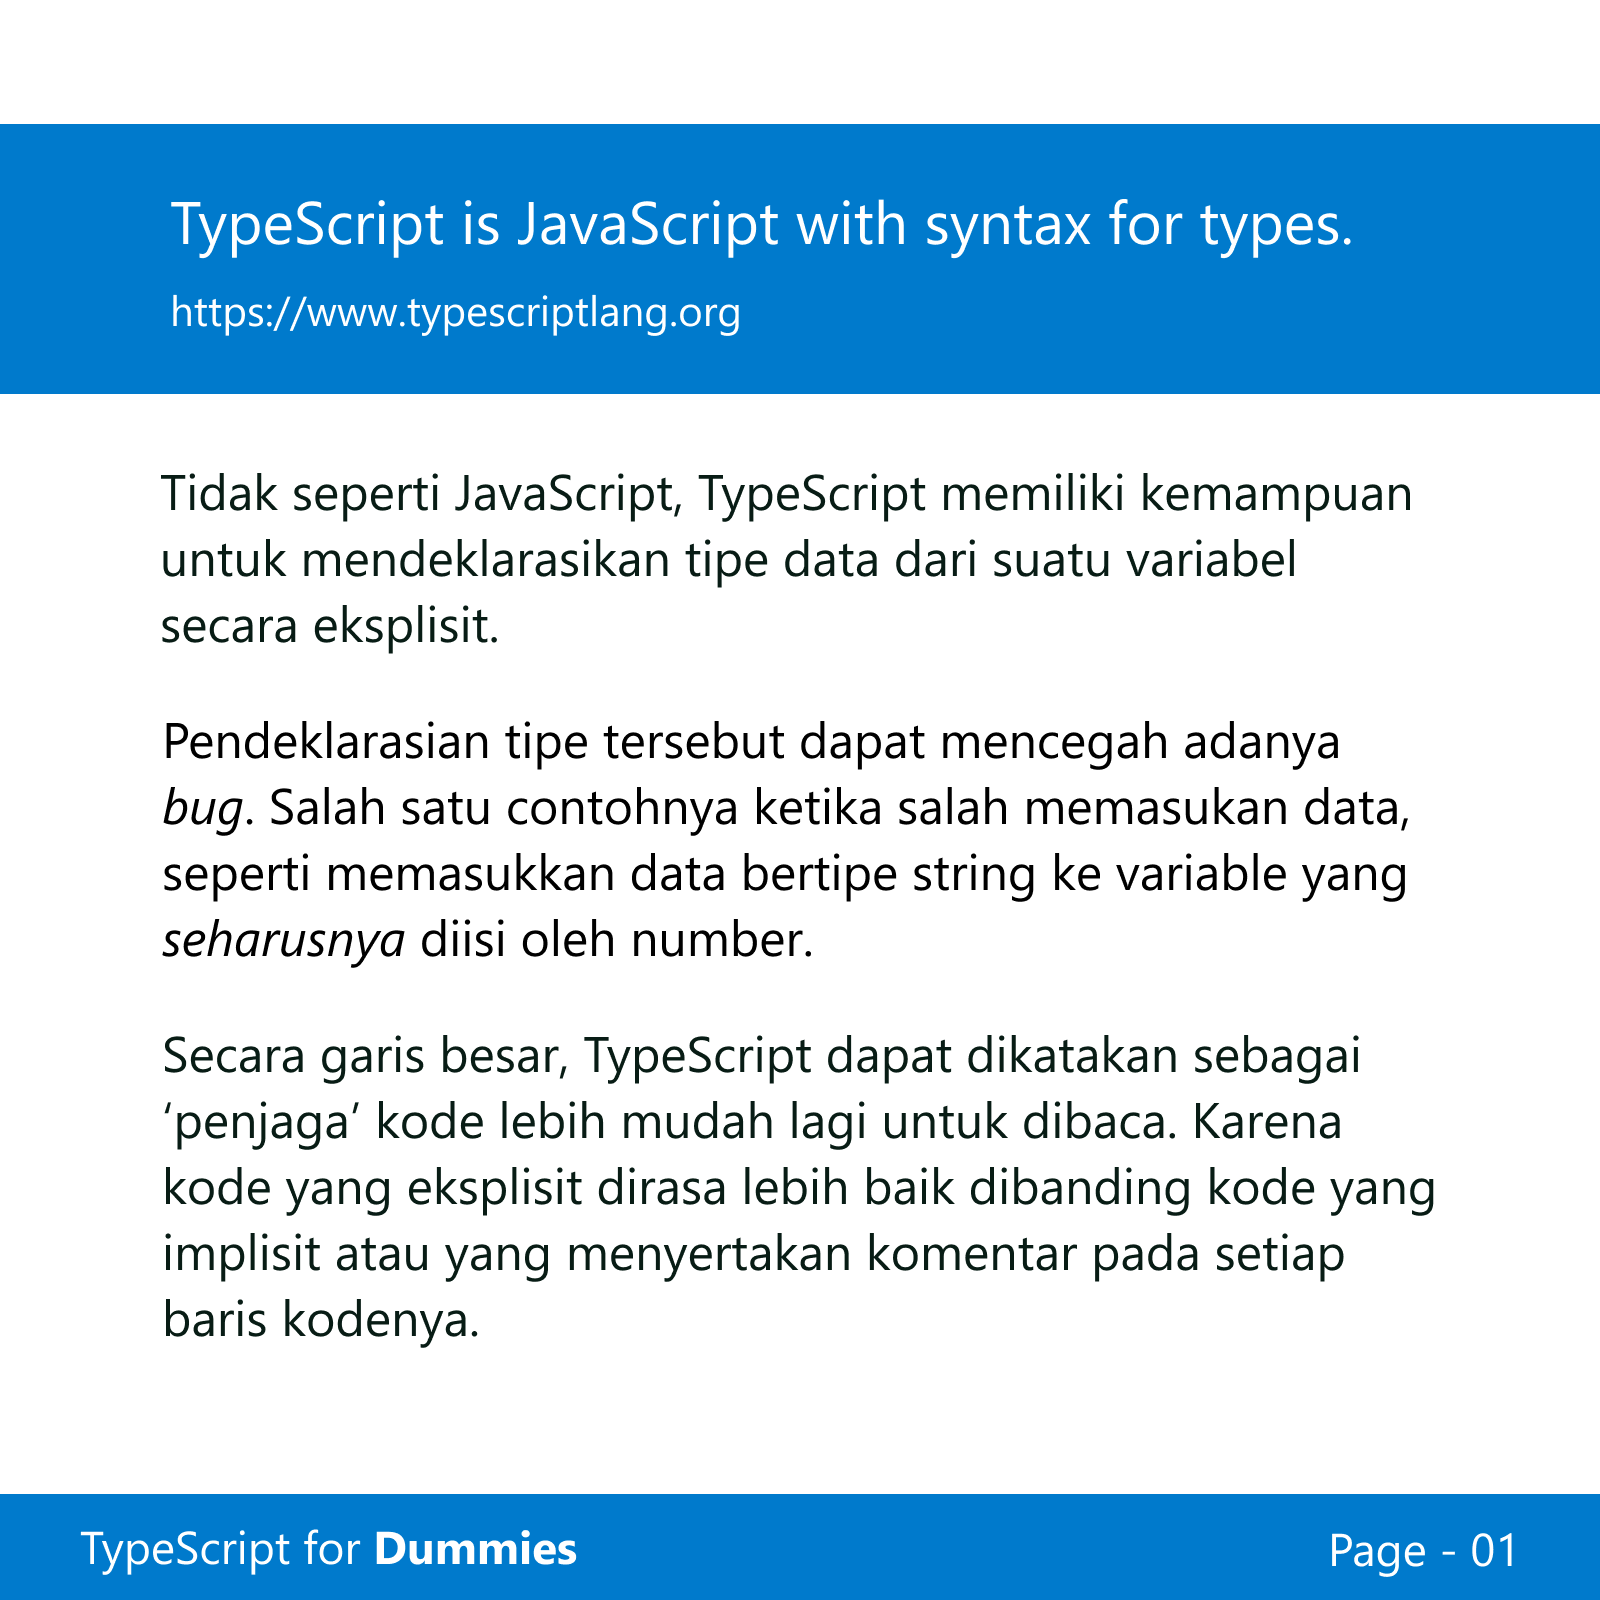 TypeScript is JavaScript with syntax for types.
https://www.typescriptlang.org
Tidak seperti JavaScript, TypeScript memiliki kemampuan
untuk mendeklarasikan tipe data dari suatu variabel
secara eksplisit.
Pendeklarasian tipe tersebut dapat mencegah adanya
bug. Salah satu contohnya ketika salah memasukan data,
seperti memasukkan data bertipe string ke variable yang
seharusnya diisi oleh number.
Secara garis besar, TypeScript dapat dikatakan sebagai
‘penjaga’ kode lebih mudah lagi untuk dibaca. Karena
kode yang eksplisit dirasa lebih baik dibanding kode yang
implisit atau yang menyertakan komentar pada setiap
baris kodenya.
TypeScript for Dummies
Page - 01